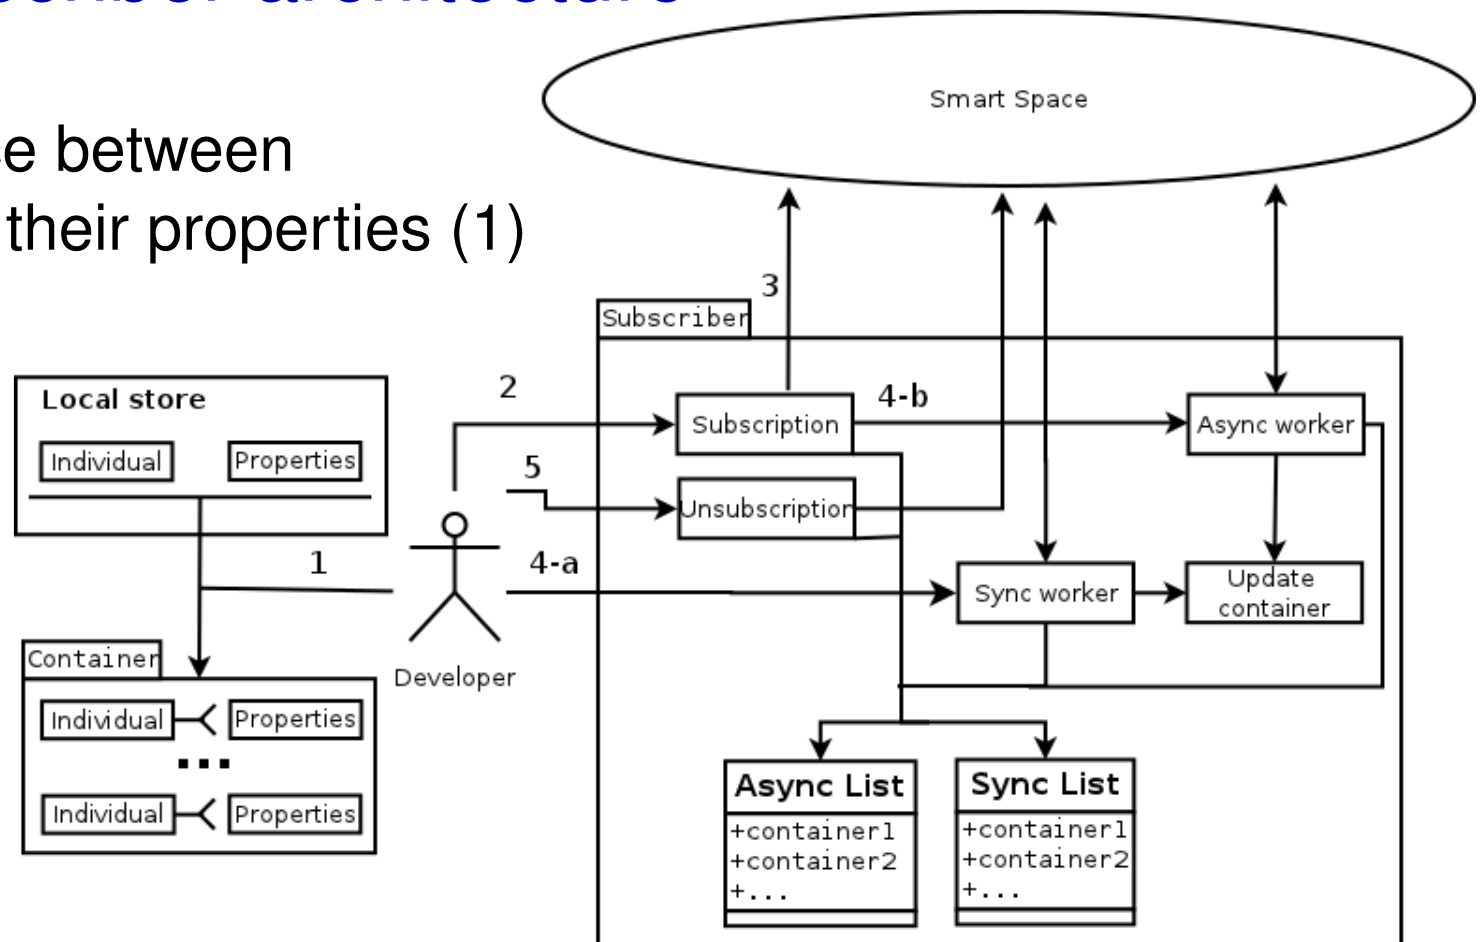 Smart Space
e between
their properties (1)
3
Subscriber
2
4-b
Local store
Subscription
Async worker
Individual
Properties
5
Unsubscription
1
4-a
Sync worker
Update
container
Container
Developer
Individual
Properties
...
Individual
Properties
Async List
Sync List
+container1
+container2
+...
+container1
+container2
+...